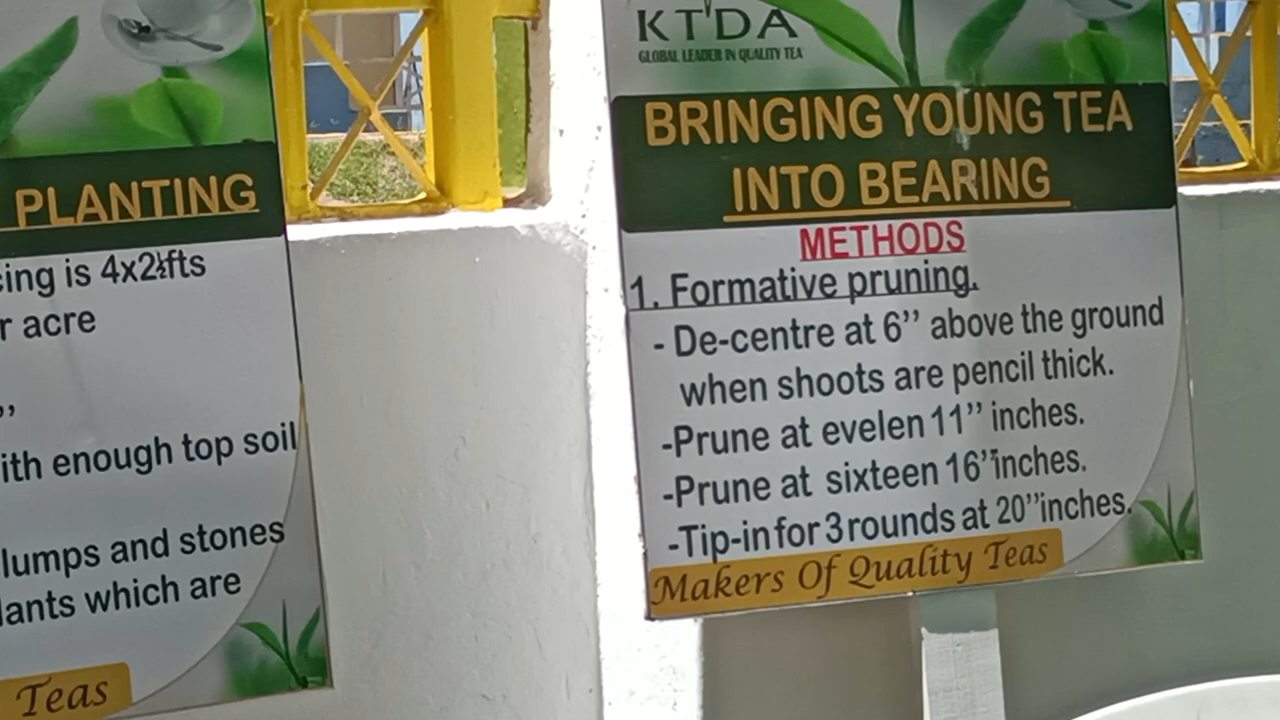 PLANTING
cing is 4x2½fts
r acre
ith enough top soil
lumps and stones
lants which are
Teas
KTDA
GLOBAL LEADER IN QUALITY TEA
BRINGING YOUNG TEA
INTO BEARING
METHODS
1. Formative pruning.
- De-centre at 6’’ above the ground
when shoots are pencil thick.
-Prune at evelen 11’’ inches.
-Prune at sixteen 16’’inches.
-Tip-in for 3 rounds at 20’’inches.
Makers Of Quality Teas